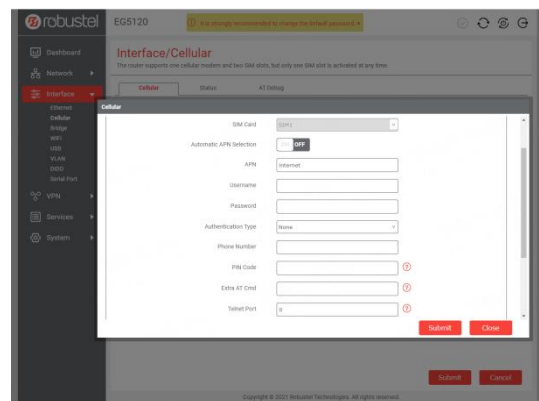 robustel
EG5120
It is strongly recommended to change the default password.
Dashboard
Network
Interface
Ethernet
Cellular
Bridge
WiFi
USB
VLAN
DIDO
Serial Port
VPN
Services
System
Interface/Cellular
The router supports one cellular modem and two SIM slots, but only one SIM slot is activated at any time.
Cellular Status AT Debug
Cellular
SIM Card SIM1
Automatic APN Selection ON OFF
APN internet
Username
Password
Authentication Type None
Phone Number
PIN Code ?
Extra AT Cmd ?
Telnet Port 0 ?
Submit Close
Submit Cancel
Copyright © 2021 Robustel Technologies. All rights reserved.